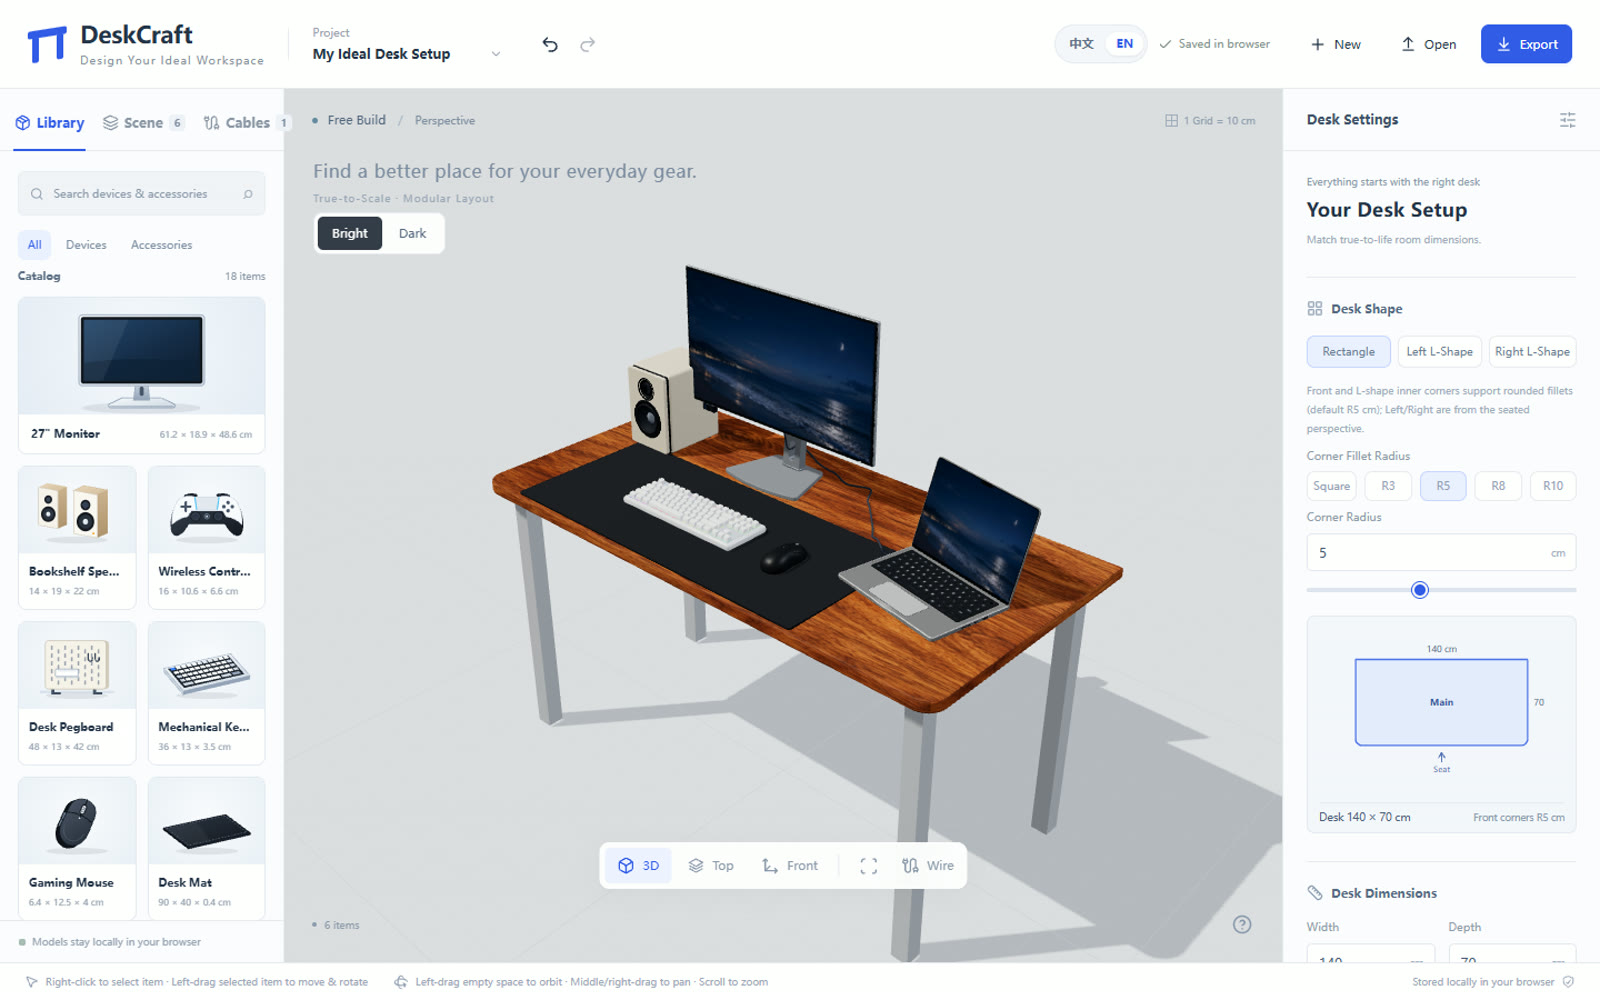 DeskCraft
Design Your Ideal Workspace
Project
My Ideal Desk Setup
中文
EN
Saved in browser
New
Open
Export
Library
Scene 6
Cables 1
Search devices & accessories
All
Devices
Accessories
Catalog
18 items
27" Monitor
61.2 × 18.9 × 48.6 cm
Bookshelf Spe...
14 × 19 × 22 cm
Wireless Contr...
16 × 10.6 × 6.6 cm
Desk Pegboard
48 × 13 × 42 cm
Mechanical Ke...
36 × 13 × 3.5 cm
Gaming Mouse
6.4 × 12.5 × 4 cm
Desk Mat
90 × 40 × 0.4 cm
Models stay locally in your browser
Free Build / Perspective
1 Grid = 10 cm
Find a better place for your everyday gear.
True-to-Scale · Modular Layout
Bright
Dark
3D
Top
Front
Wire
6 items
Desk Settings
Everything starts with the right desk
Your Desk Setup
Match true-to-life room dimensions.
Desk Shape
Rectangle
Left L-Shape
Right L-Shape
Front and L-shape inner corners support rounded fillets
(default R5 cm); Left/Right are from the seated
perspective.
Corner Fillet Radius
Square
R3
R5
R8
R10
Corner Radius
5
cm
140 cm
Main
70
Seat
Desk 140 × 70 cm
Front corners R5 cm
Desk Dimensions
Width
Depth
140
cm
70
cm
Right-click to select item · Left-drag selected item to move & rotate
Left-drag empty space to orbit · Middle/right-drag to pan · Scroll to zoom
Stored locally in your browser